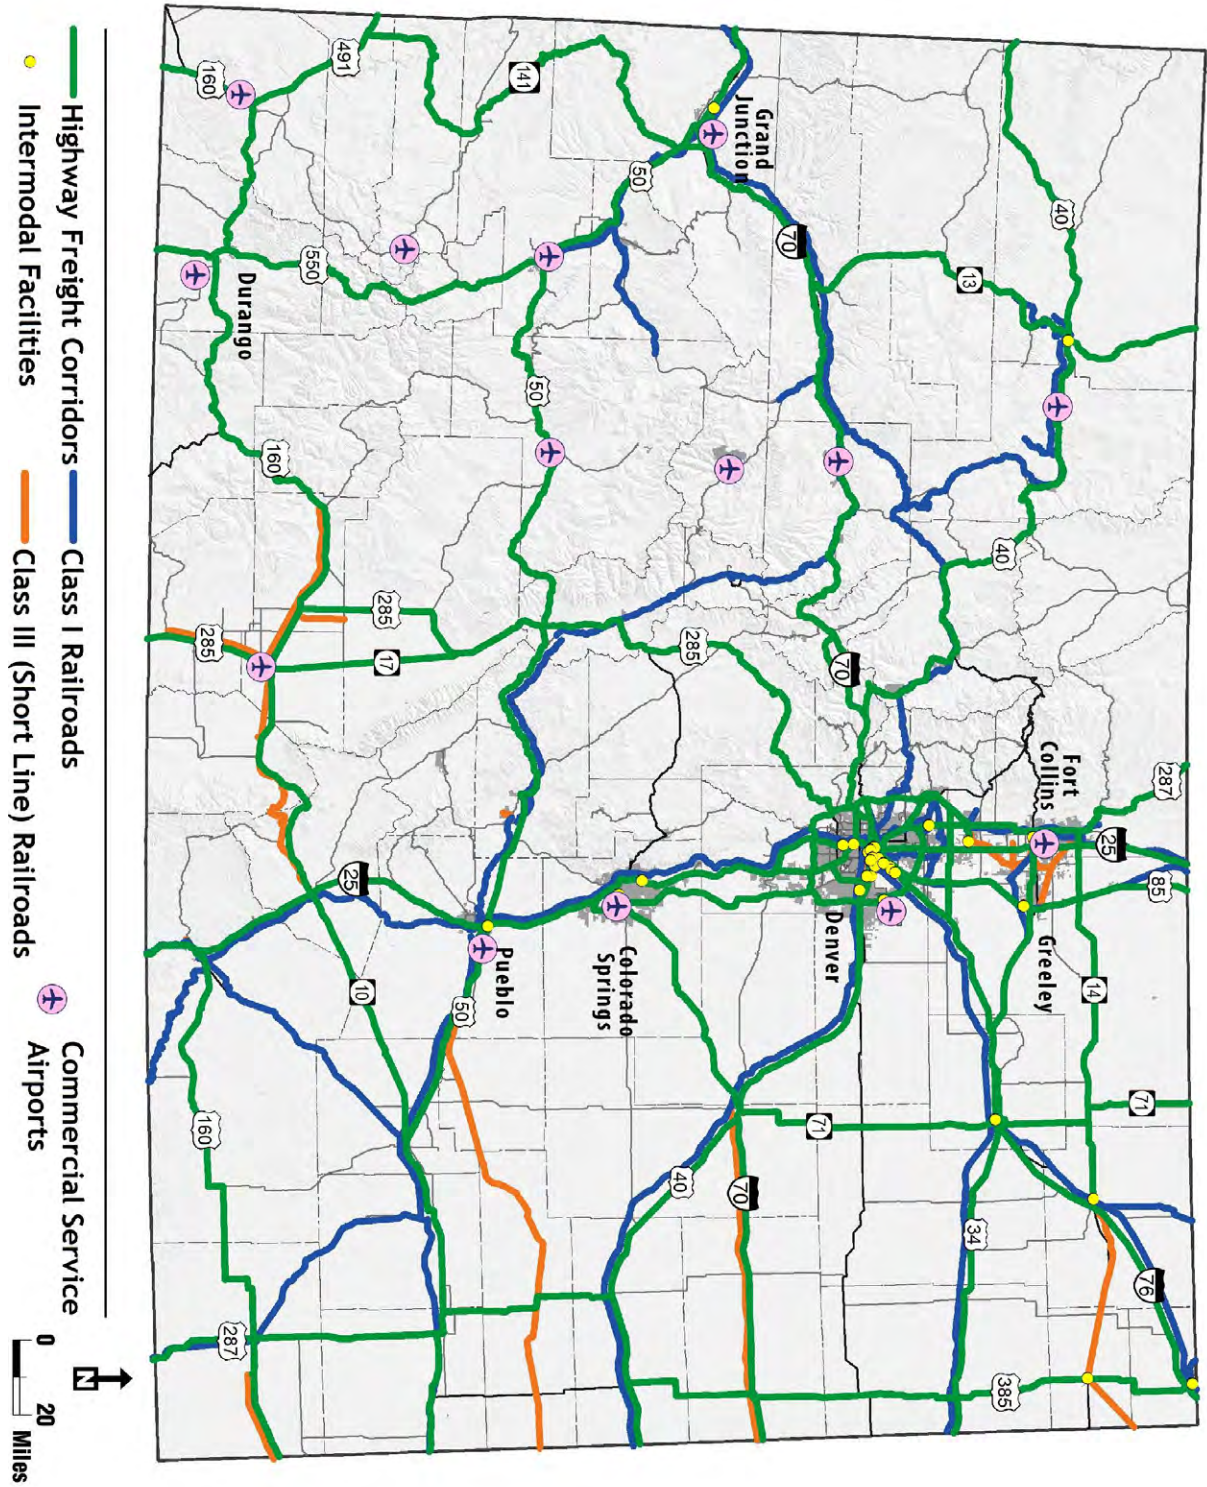 287
85
76
71
25
14
40
Fort
Collins
Greeley
40
385
13
34
70
Denver
71
70
Grand
Junction
70
285
40
50
Colorado
Springs
50
141
Pueblo
50
17
285
10
25
491
550
160
Durango
287
160
285
160
N
Highway Freight Corridors
Class I Railroads
Commercial Service
Airports
Intermodal Facilities
Class III (Short Line) Railroads
0 20 Miles